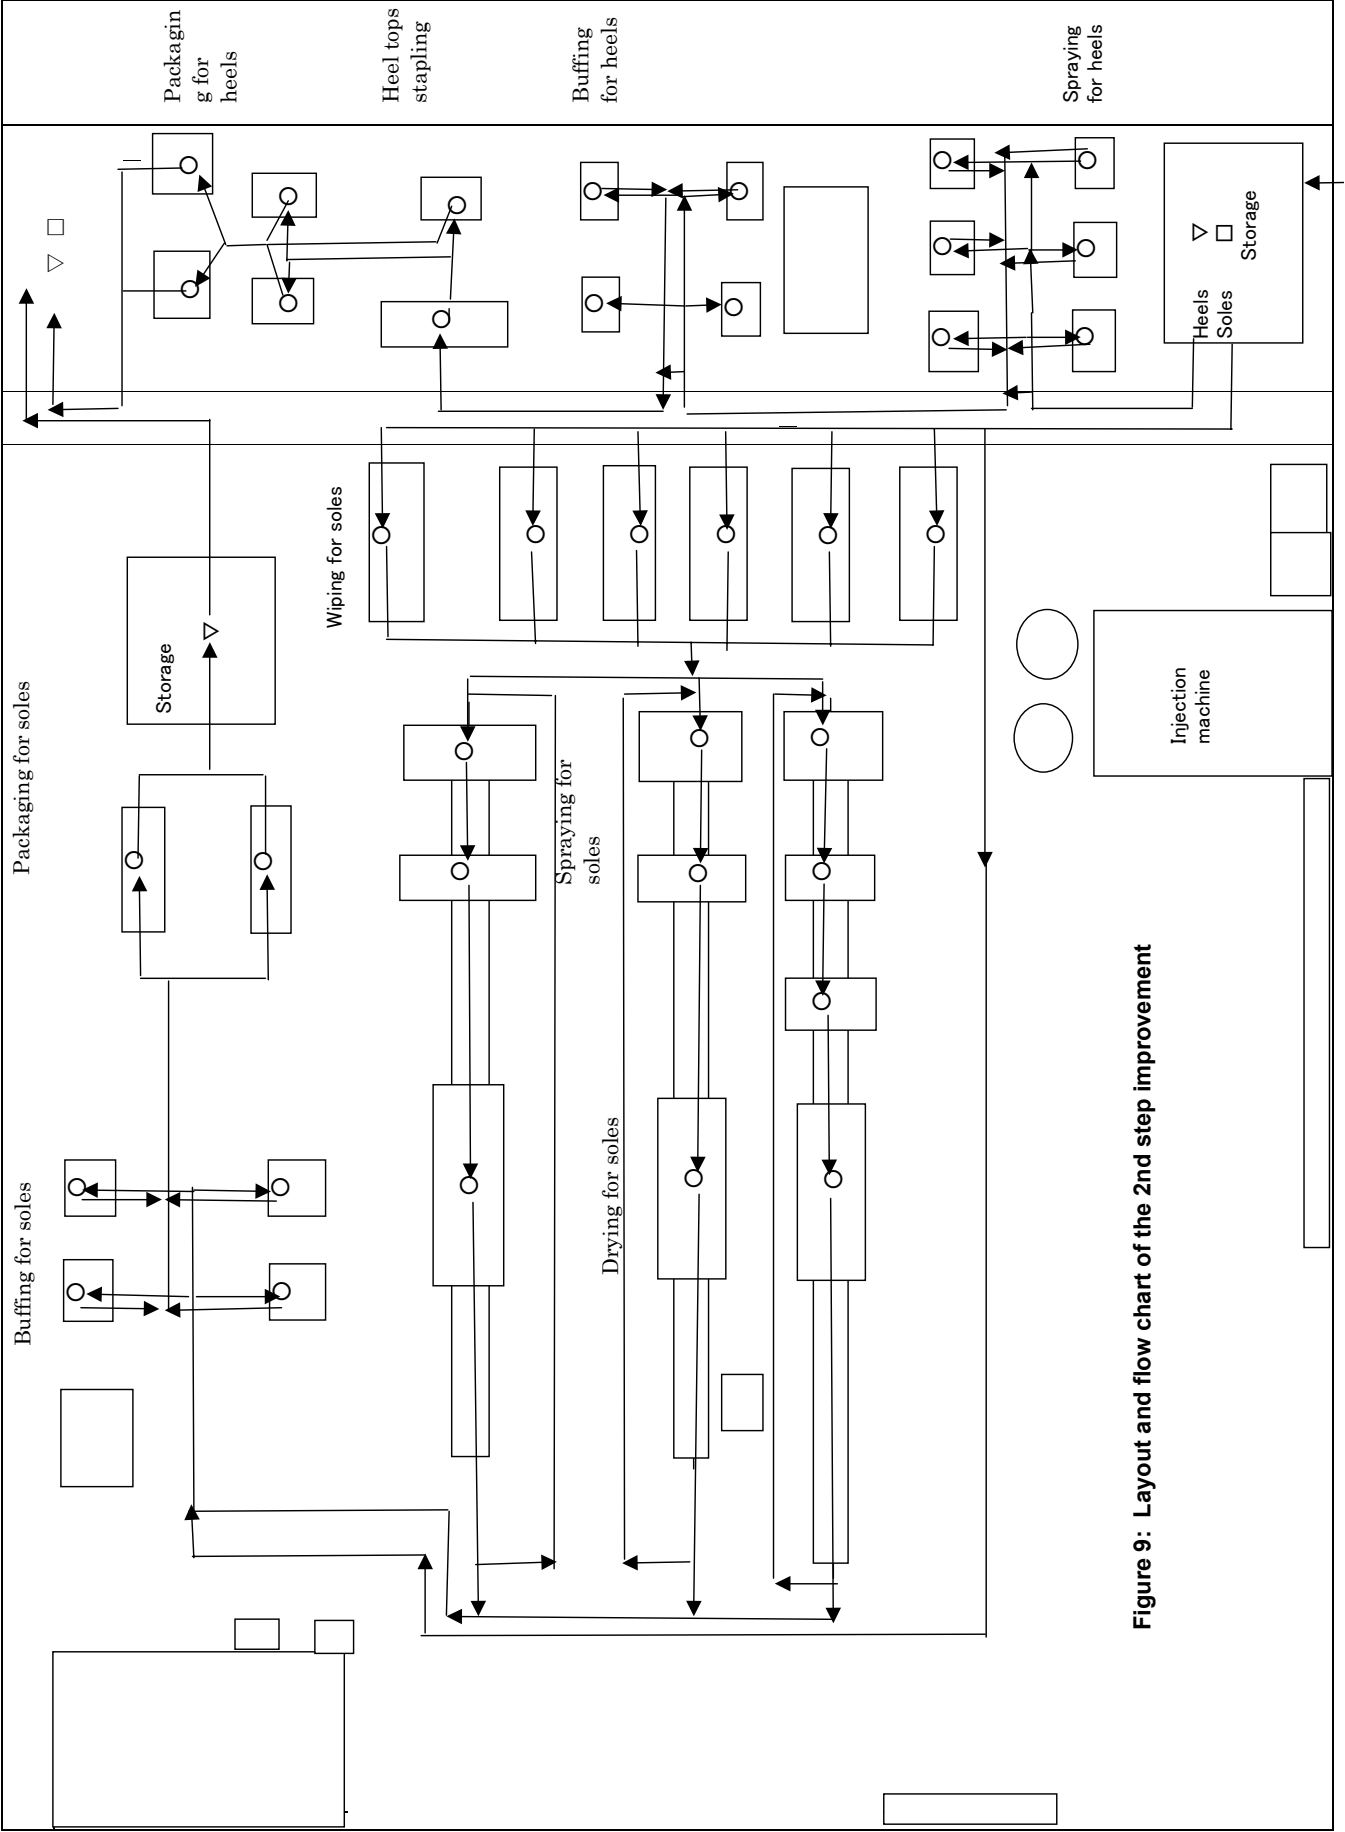 Packagin
g for
heels
Heel tops
stapling
Buffing
for heels
Spraying
for heels
Heels
Soles
Storage
Wiping for soles
Storage
Packaging for soles
Spraying for
soles
Injection
machine
Buffing for soles
Drying for soles
Figure 9: Layout and flow chart of the 2nd step improvement